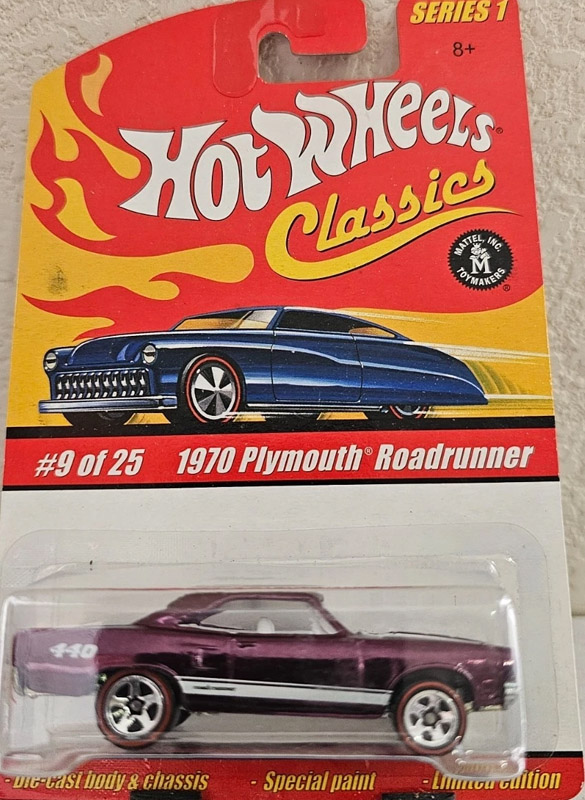 SERIES 1
8+
Hot Wheels®
Classics
MATTEL, INC.
M
TOYMAKERS®
#9 of 25 1970 Plymouth® Roadrunner
440
- Die-cast body & chassis - Special paint - Limited edition